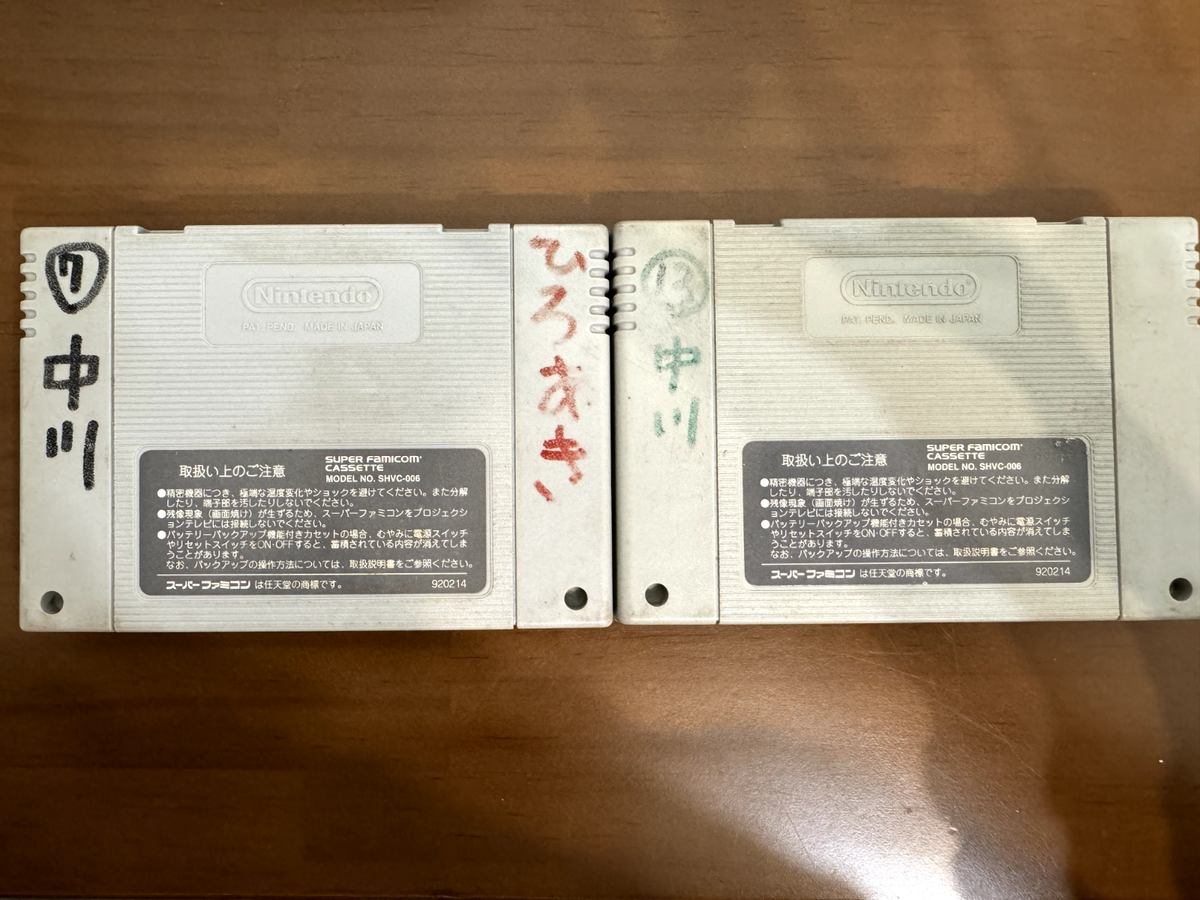 ⑦
中川
Nintendo
PAT. PEND. MADE IN JAPAN
ひろあき
取扱い上のご注意
SUPER FAMICOM
CASSETTE
MODEL NO. SHVC-006
●精密機器につき、極端な温度変化やショックを避けてください。また分解
したり、端子部を汚したりしないでください。
●残像現象(画面焼け)が生ずるため、スーパーファミコンをプロジェクシ
ョンテレビには接続しないでください。
●バッテリーバックアップ機能付きカセットの場合、むやみに電源スイッチ
やリセットスイッチをON・OFFすると、蓄積されている内容が消えてしま
うことがあります。
なお、バックアップの操作方法については、取扱説明書をご参照ください。
スーパーファミコン は任天堂の商標です。 920214
⑬
中川
Nintendo
PAT. PEND. MADE IN JAPAN
取扱い上のご注意
SUPER FAMICOM
CASSETTE
MODEL NO. SHVC-006
●精密機器につき、極端な温度変化やショックを避けてください。また分解
したり、端子部を汚したりしないでください。
●残像現象(画面焼け)が生ずるため、スーパーファミコンをプロジェクシ
ョンテレビには接続しないでください。
●バッテリーバックアップ機能付きカセットの場合、むやみに電源スイッチ
やリセットスイッチをON・OFFすると、蓄積されている内容が消えてしま
うことがあります。
なお、バックアップの操作方法については、取扱説明書をご参照ください。
スーパーファミコン は任天堂の商標です。 920214